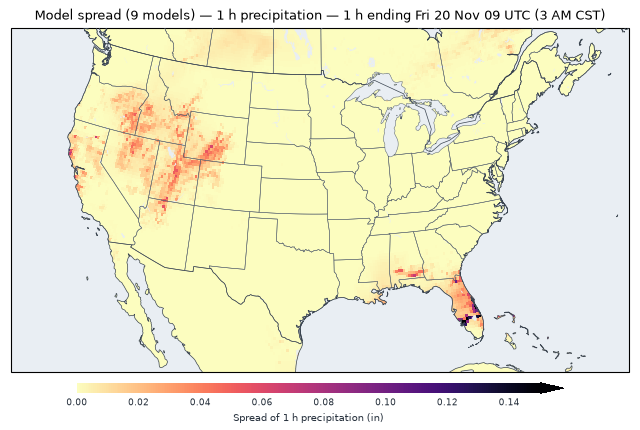 Model spread (9 models) — 1 h precipitation — 1 h ending Fri 20 Nov 09 UTC (3 AM CST)
0.00 0.02 0.04 0.06 0.08 0.10 0.12 0.14
Spread of 1 h precipitation (in)